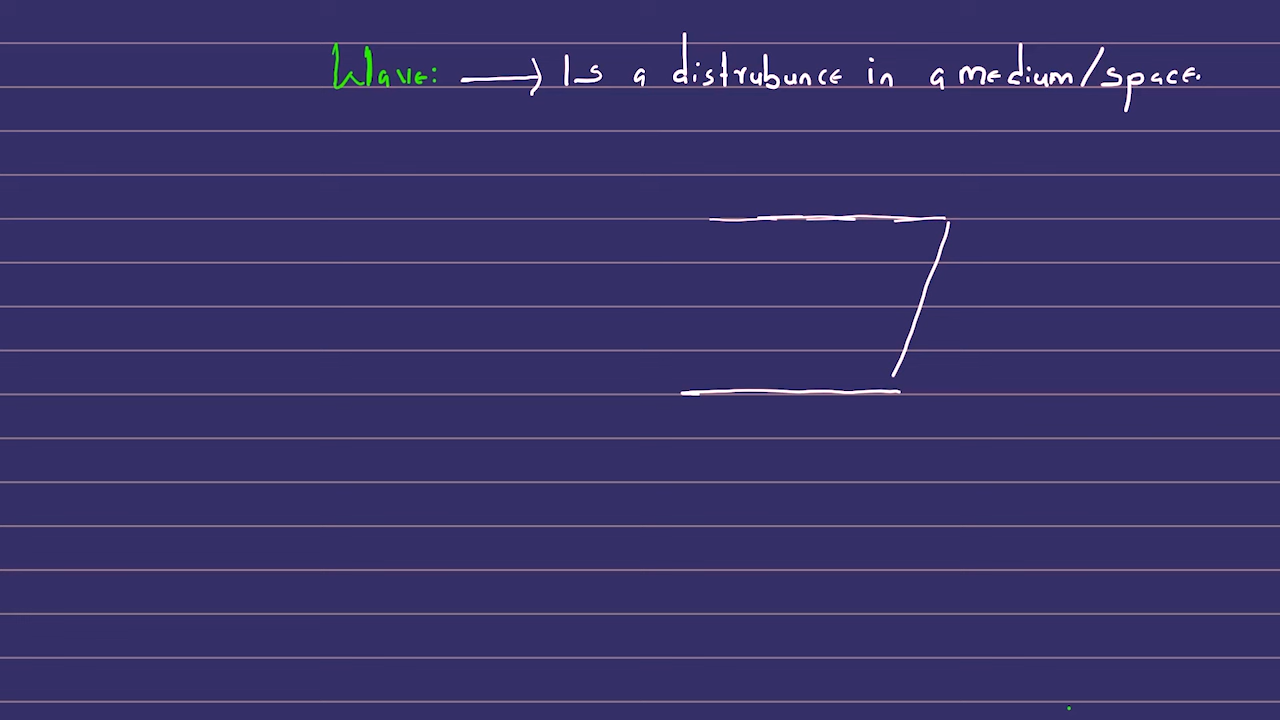 Wave: → Is a distrubunce in a medium/space.